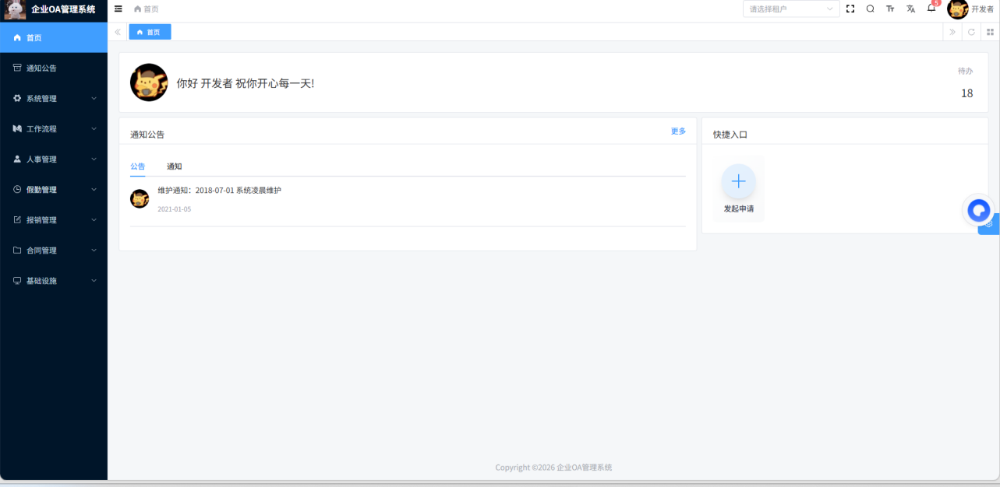 企业OA管理系统
首页
请选择租户
5
开发者
首页
通知公告
系统管理
工作流程
人事管理
假勤管理
报销管理
合同管理
基础设施
首页
你好 开发者 祝你开心每一天!
待办
18
通知公告
更多
公告
通知
维护通知：2018-07-01 系统凌晨维护
2021-01-05
快捷入口
发起申请
Copyright ©2026 企业OA管理系统